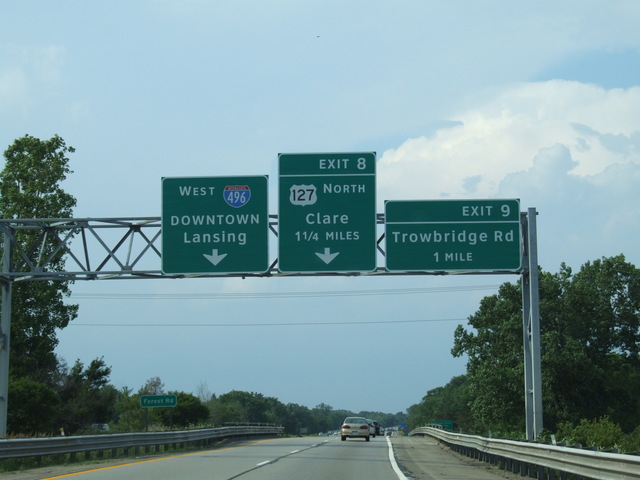 WEST 496
DOWNTOWN
Lansing
EXIT 8
127 NORTH
Clare
1 1/4 MILES
EXIT 9
Trowbridge Rd
1 MILE
Forest Rd